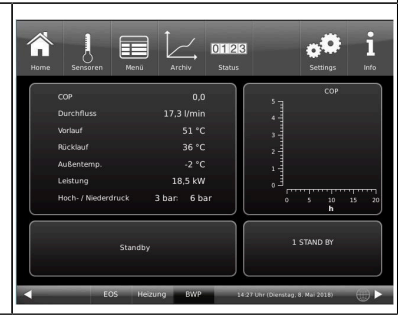 0123
Home Sensoren Menü Archiv Status Settings Info
COP 0,0
Durchfluss 17,3 l/min
Vorlauf 51 °C
Rücklauf 36 °C
Außentemp. -2 °C
Leistung 18,5 kW
Hoch- / Niederdruck 3 bar: 6 bar
COP
5
4
3
2
1
0
0 5 10 15 20
h
Standby
1 STAND BY
EOS Heizung BWP 14:27 Uhr (Dienstag, 8. Mai 2018)